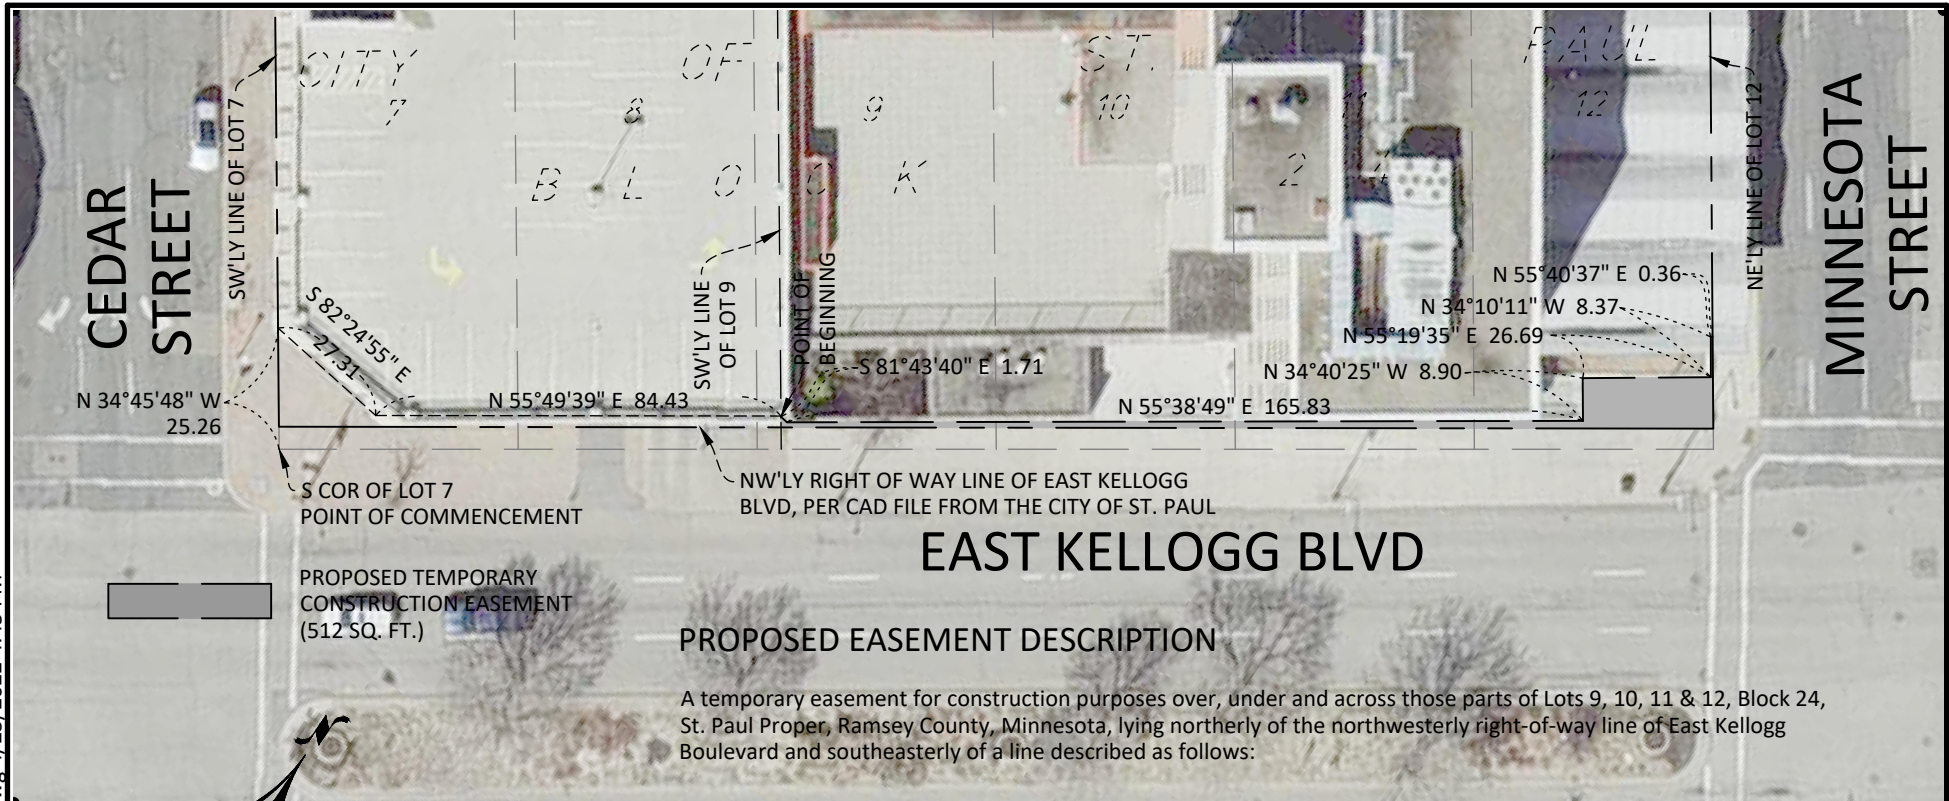 CITY OF ST. PAUL
7 8 9 10 11 12
BLOCK 24
CEDAR
STREET
SW'LY LINE OF LOT 7
SW'LY LINE
OF LOT 9
POINT OF
BEGINNING
NE'LY LINE OF LOT 12
MINNESOTA
STREET
N 55°40'37" E 0.36
N 34°10'11" W 8.37
N 55°19'35" E 26.69
N 34°40'25" W 8.90
S 82°24'55" E
27.31
S 81°43'40" E 1.71
N 34°45'48" W
25.26
N 55°49'39" E 84.43
N 55°38'49" E 165.83
S COR OF LOT 7
POINT OF COMMENCEMENT
NW'LY RIGHT OF WAY LINE OF EAST KELLOGG
BLVD, PER CAD FILE FROM THE CITY OF ST. PAUL
EAST KELLOGG BLVD
PROPOSED TEMPORARY
CONSTRUCTION EASEMENT
(512 SQ. FT.)
PROPOSED EASEMENT DESCRIPTION
A temporary easement for construction purposes over, under and across those parts of Lots 9, 10, 11 & 12, Block 24,
St. Paul Proper, Ramsey County, Minnesota, lying northerly of the northwesterly right-of-way line of East Kellogg
Boulevard and southeasterly of a line described as follows:
N